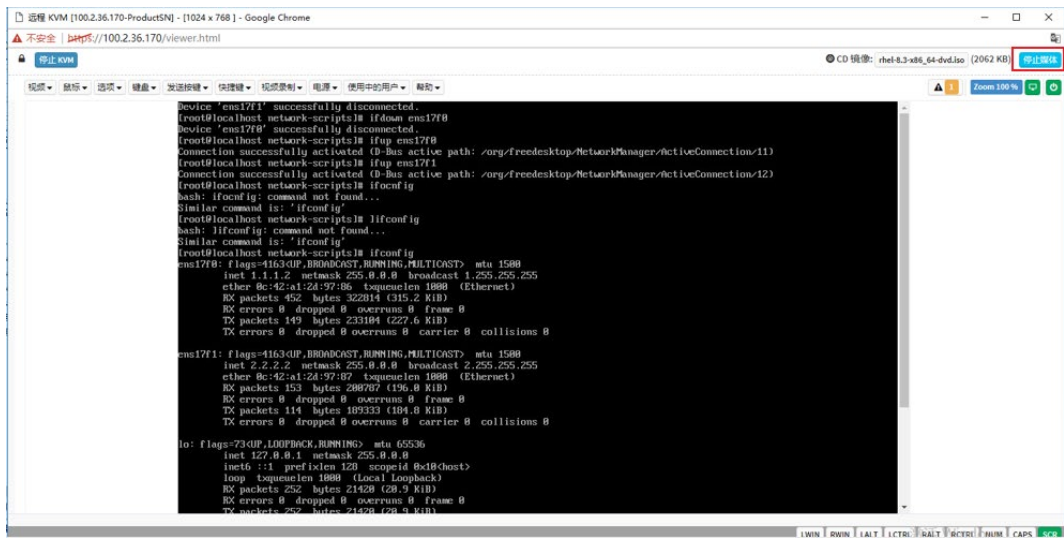 远程 KVM [100.2.36.170-ProductSN] - [1024 x 768 ] - Google Chrome
不安全 | https://100.2.36.170/viewer.html
停止 KVM CD 镜像: rhel-8.3-x86_64-dvd.iso (2062 KB) 停止媒体
视频 鼠标 选项 键盘 发送按键 快捷键 视频录制 电源 使用中的用户 帮助 1 Zoom 100 %
Device 'ens17f1' successfully disconnected.
[root@localhost network-scripts]# ifdown ens17f0
Device 'ens17f0' successfully disconnected.
[root@localhost network-scripts]# ifup ens17f0
Connection successfully activated (D-Bus active path: /org/freedesktop/NetworkManager/ActiveConnection/11)
[root@localhost network-scripts]# ifup ens17f1
Connection successfully activated (D-Bus active path: /org/freedesktop/NetworkManager/ActiveConnection/12)
[root@localhost network-scripts]# ifocnfig
bash: ifocnfig: command not found...
Similar command is: 'ifconfig'
[root@localhost network-scripts]# lifconfig
bash: lifconfig: command not found...
Similar command is: 'ifconfig'
[root@localhost network-scripts]# ifconfig
ens17f0: flags=4163<UP,BROADCAST,RUNNING,MULTICAST> mtu 1500
inet 1.1.1.2 netmask 255.0.0.0 broadcast 1.255.255.255
ether 0c:42:a1:2d:97:86 txqueuelen 1000 (Ethernet)
RX packets 452 bytes 322814 (315.2 KiB)
RX errors 0 dropped 0 overruns 0 frame 0
TX packets 149 bytes 233104 (227.6 KiB)
TX errors 0 dropped 0 overruns 0 carrier 0 collisions 0
ens17f1: flags=4163<UP,BROADCAST,RUNNING,MULTICAST> mtu 1500
inet 2.2.2.2 netmask 255.0.0.0 broadcast 2.255.255.255
ether 0c:42:a1:2d:97:87 txqueuelen 1000 (Ethernet)
RX packets 153 bytes 200787 (196.0 KiB)
RX errors 0 dropped 0 overruns 0 frame 0
TX packets 114 bytes 189333 (184.8 KiB)
TX errors 0 dropped 0 overruns 0 carrier 0 collisions 0
lo: flags=73<UP,LOOPBACK,RUNNING> mtu 65536
inet 127.0.0.1 netmask 255.0.0.0
inet6 ::1 prefixlen 128 scopeid 0x10<host>
loop txqueuelen 1000 (Local Loopback)
RX packets 252 bytes 21420 (20.9 KiB)
RX errors 0 dropped 0 overruns 0 frame 0
TX packets 252 bytes 21420 (20.9 KiB)
LWIN RWIN LALT LCTRL RALT RCTRL NUM CAPS SCR